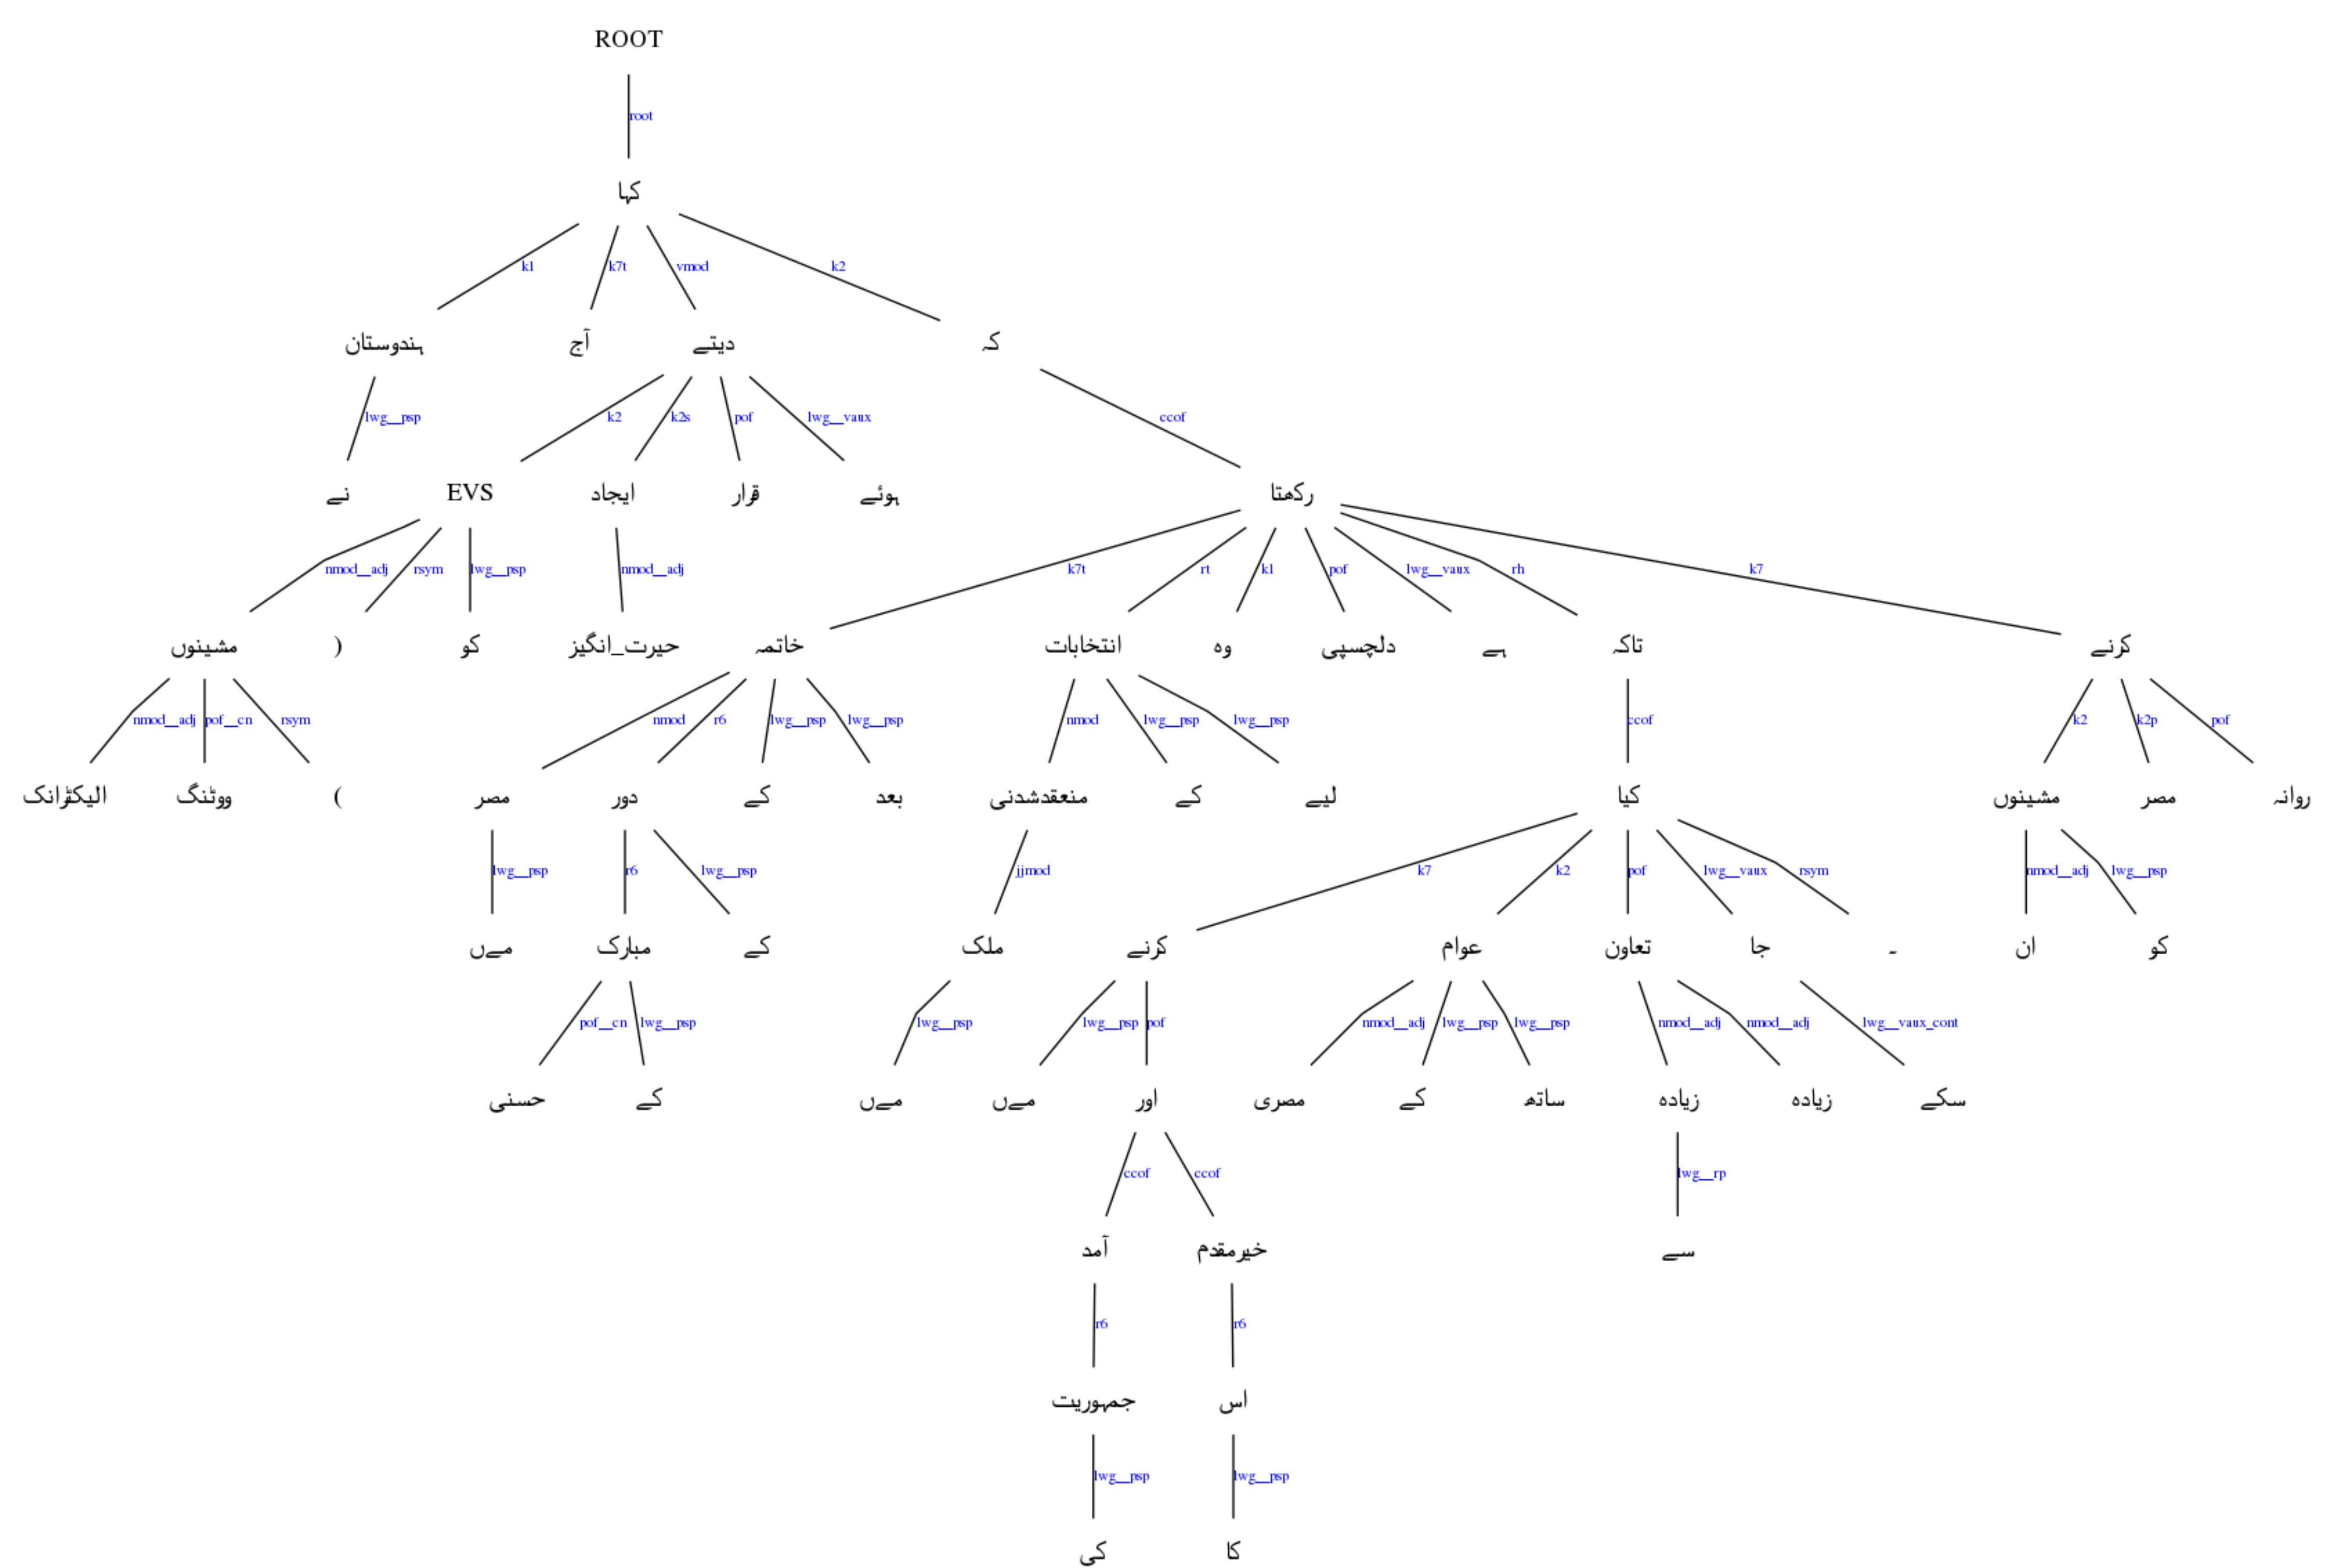 ROOT
root
کہا
k1 k7t vmod k2
ہندوستان آج دیتے کہ
lwg__psp k2 k2s pof lwg__vaux ccof
نے EVS ایجاد قرار ہوئے رکھتا
nmod__adj rsym lwg__psp nmod__adj k7t rt k1 pof lwg__vaux rh k7
مشینوں ) کو حیرت_انگیز خاتمہ انتخابات وہ دلچسپی ہے تاکہ کرنے
nmod__adj pof__cn rsym nmod r6 lwg__psp lwg__psp nmod lwg__psp lwg__psp ccof k2 k2p pof
الیکٹرانک ووٹنگ ( مصر دور کے بعد منعقدشدنی کے لیے کیا مشینوں مصر روانہ
lwg__psp r6 lwg__psp jjmod k7 k2 pof lwg__vaux rsym nmod__adj lwg__psp
مےں مبارک کے ملک کرنے عوام تعاون جا ۔ ان کو
pof__cn lwg__psp lwg__psp lwg__psp pof nmod__adj lwg__psp lwg__psp nmod__adj nmod__adj lwg__vaux_cont
حسنی کے مےں مےں اور مصری کے ساتھ زیادہ زیادہ سکے
ccof ccof lwg__rp
آمد خیرمقدم سے
r6 r6
جمہوریت اس
lwg__psp lwg__psp
کی کا